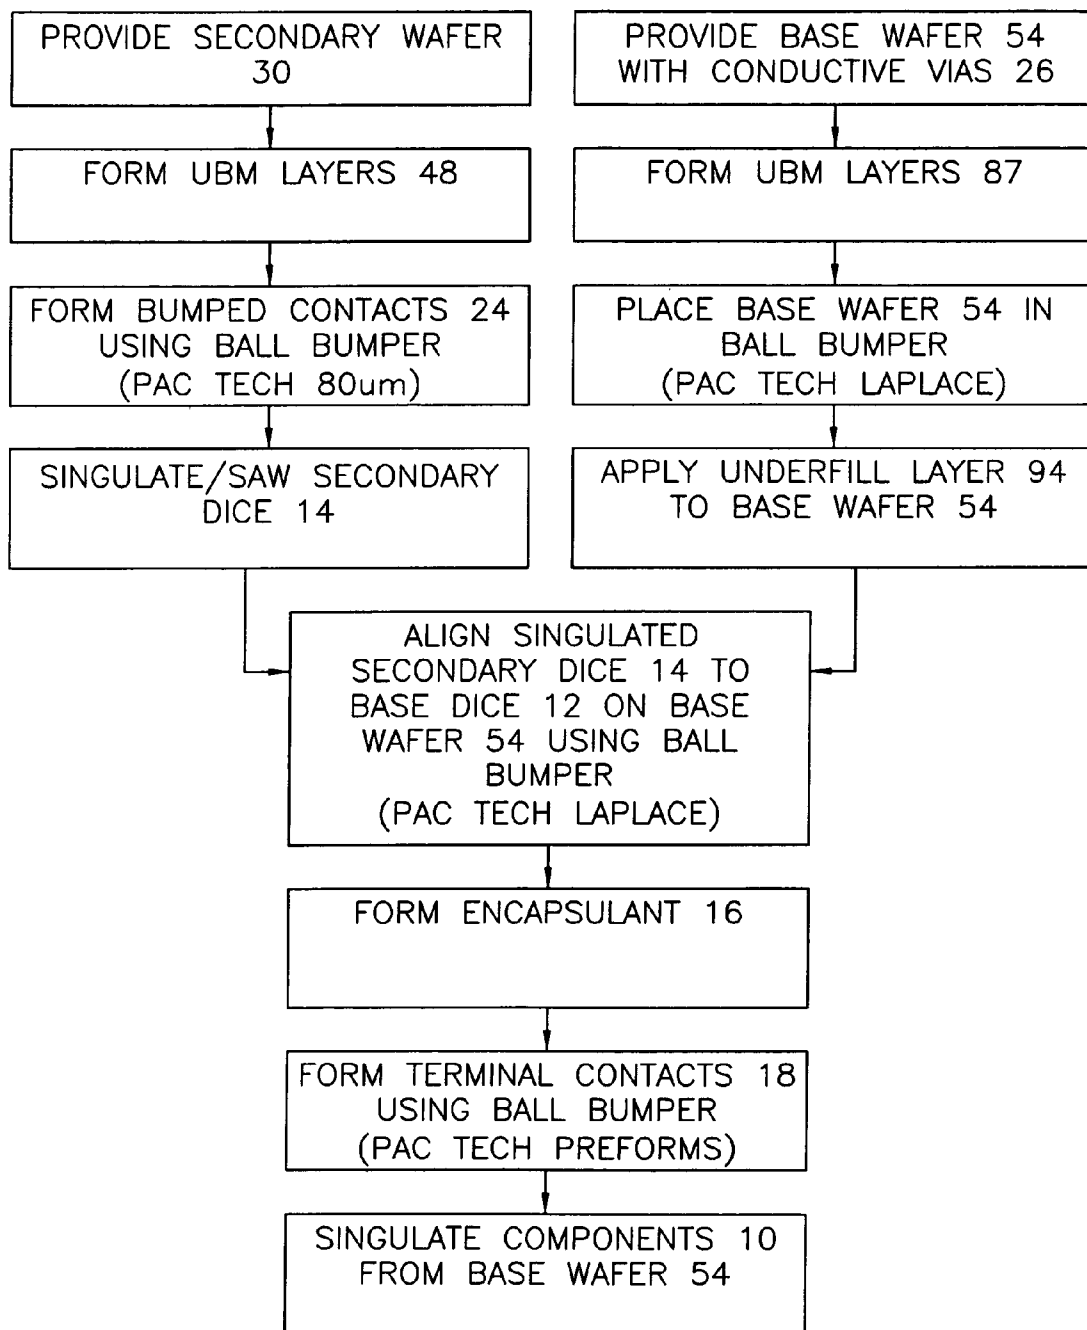 PROVIDE SECONDARY WAFER
30
FORM UBM LAYERS 48
FORM BUMPED CONTACTS 24
USING BALL BUMPER
(PAC TECH 80um)
SINGULATE/SAW SECONDARY
DICE 14
PROVIDE BASE WAFER 54
WITH CONDUCTIVE VIAS 26
FORM UBM LAYERS 87
PLACE BASE WAFER 54 IN
BALL BUMPER
(PAC TECH LAPLACE)
APPLY UNDERFILL LAYER 94
TO BASE WAFER 54
ALIGN SINGULATED
SECONDARY DICE 14 TO
BASE DICE 12 ON BASE
WAFER 54 USING BALL
BUMPER
(PAC TECH LAPLACE)
FORM ENCAPSULANT 16
FORM TERMINAL CONTACTS 18
USING BALL BUMPER
(PAC TECH PREFORMS)
SINGULATE COMPONENTS 10
FROM BASE WAFER 54